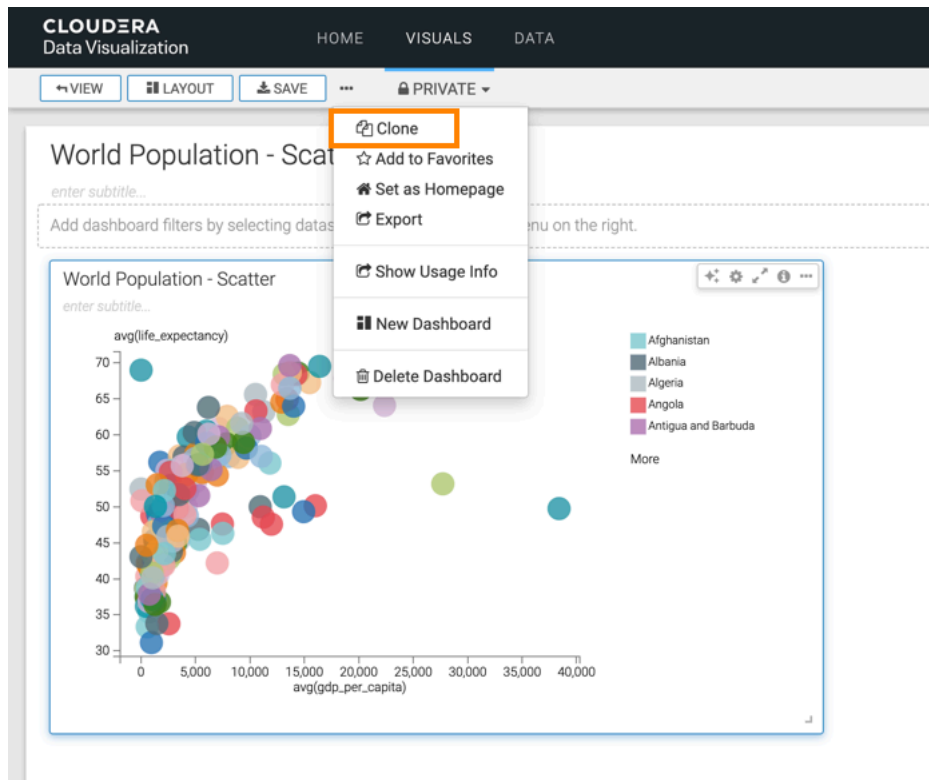 CLOUDERA
Data Visualization
HOME VISUALS DATA
VIEW LAYOUT SAVE ••• PRIVATE
Clone
Add to Favorites
Set as Homepage
Export
Show Usage Info
New Dashboard
Delete Dashboard
World Population - Scat
enter subtitle...
Add dashboard filters by selecting datas enu on the right.
World Population - Scatter
enter subtitle...
avg(life_expectancy)
70
65
60
55
50
45
40
35
30
0 5,000 10,000 15,000 20,000 25,000 30,000 35,000 40,000
avg(gdp_per_capita)
Afghanistan
Albania
Algeria
Angola
Antigua and Barbuda
More